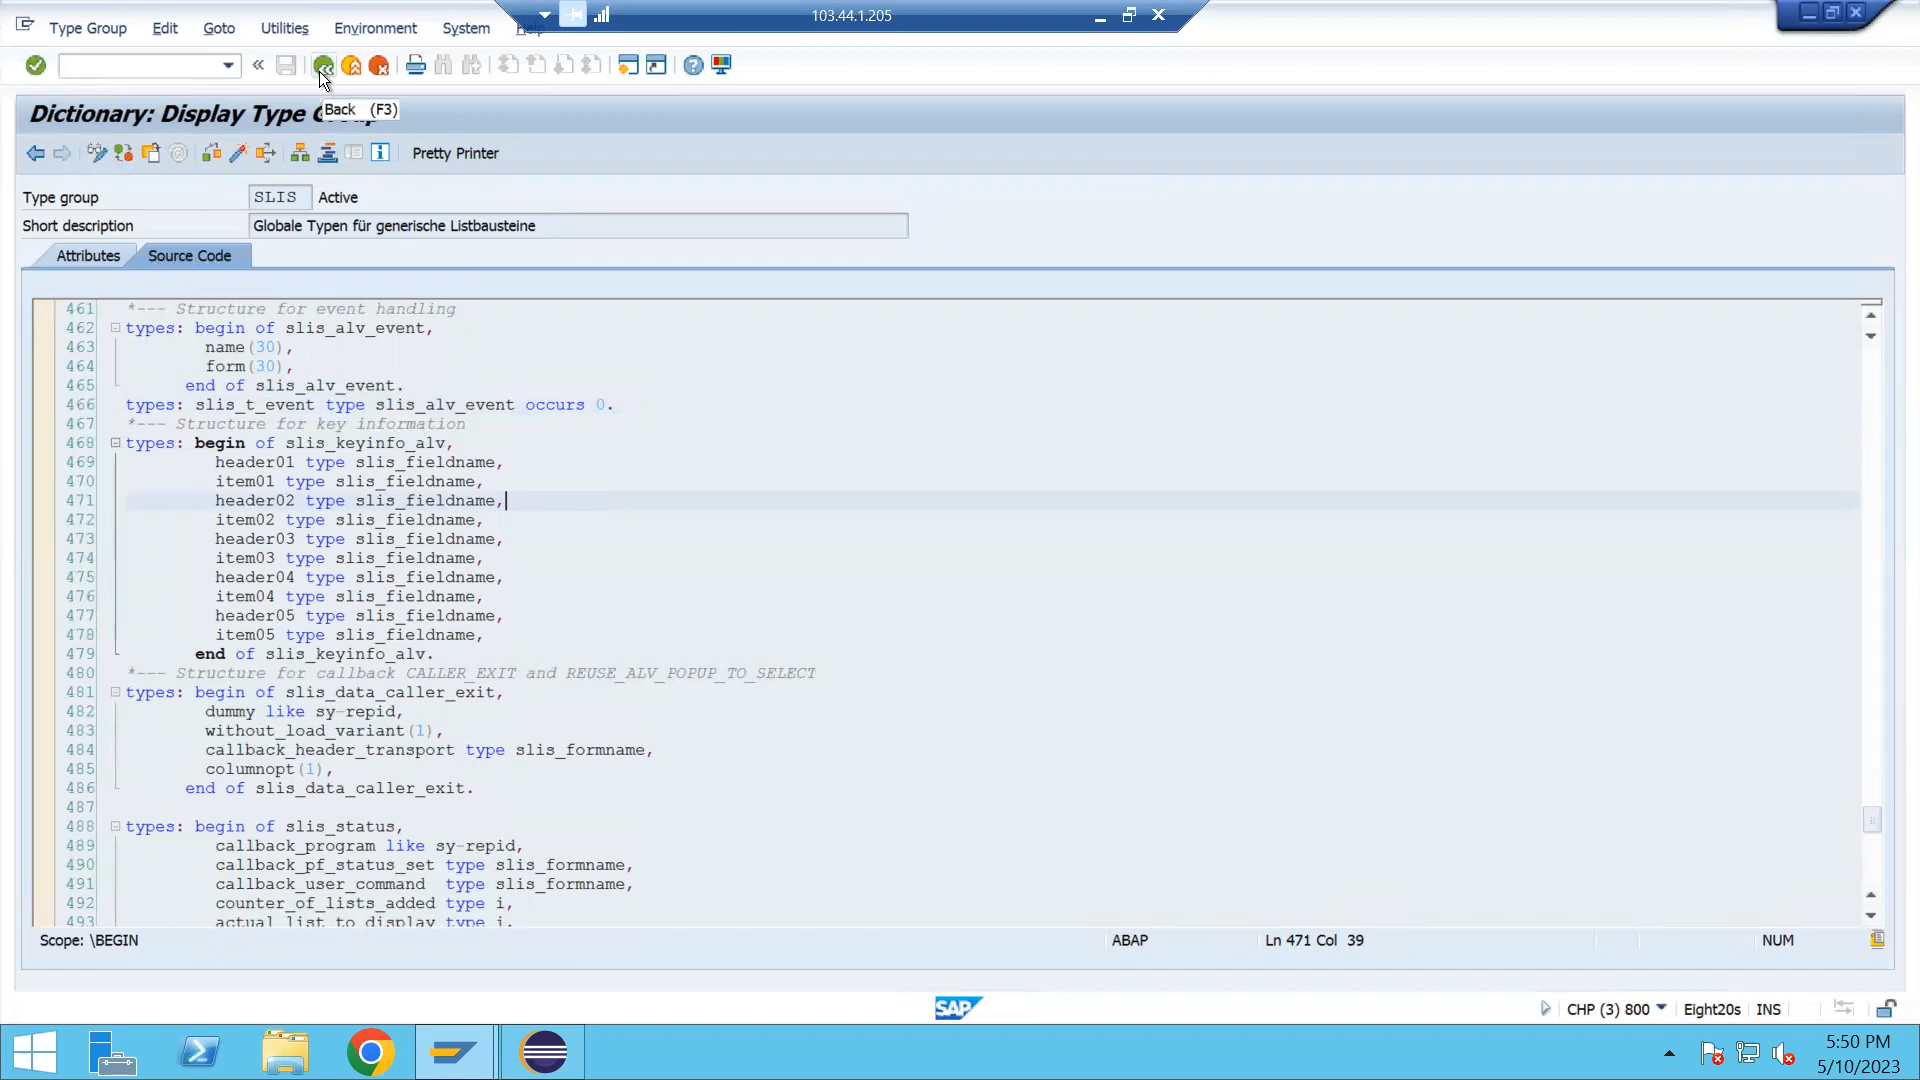 103.44.1.205
Type Group Edit Goto Utilities Environment System
Back (F3)
Dictionary: Display Type
Pretty Printer
Type group SLIS Active
Short description Globale Typen für generische Listbausteine
Attributes Source Code
461 *--- Structure for event handling
462 types: begin of slis_alv_event,
463 name(30),
464 form(30),
465 end of slis_alv_event.
466 types: slis_t_event type slis_alv_event occurs 0.
467 *--- Structure for key information
468 types: begin of slis_keyinfo_alv,
469 header01 type slis_fieldname,
470 item01 type slis_fieldname,
471 header02 type slis_fieldname,
472 item02 type slis_fieldname,
473 header03 type slis_fieldname,
474 item03 type slis_fieldname,
475 header04 type slis_fieldname,
476 item04 type slis_fieldname,
477 header05 type slis_fieldname,
478 item05 type slis_fieldname,
479 end of slis_keyinfo_alv.
480 *--- Structure for callback CALLER_EXIT and REUSE_ALV_POPUP_TO_SELECT
481 types: begin of slis_data_caller_exit,
482 dummy like sy-repid,
483 without_load_variant(1),
484 callback_header_transport type slis_formname,
485 columnopt(1),
486 end of slis_data_caller_exit.
487
488 types: begin of slis_status,
489 callback_program like sy-repid,
490 callback_pf_status_set type slis_formname,
491 callback_user_command type slis_formname,
492 counter_of_lists_added type i,
493 actual_list_to_display type i,
Scope: \BEGIN ABAP Ln 471 Col 39 NUM
SAP
CHP (3) 800 Eight20s INS
5:50 PM
5/10/2023